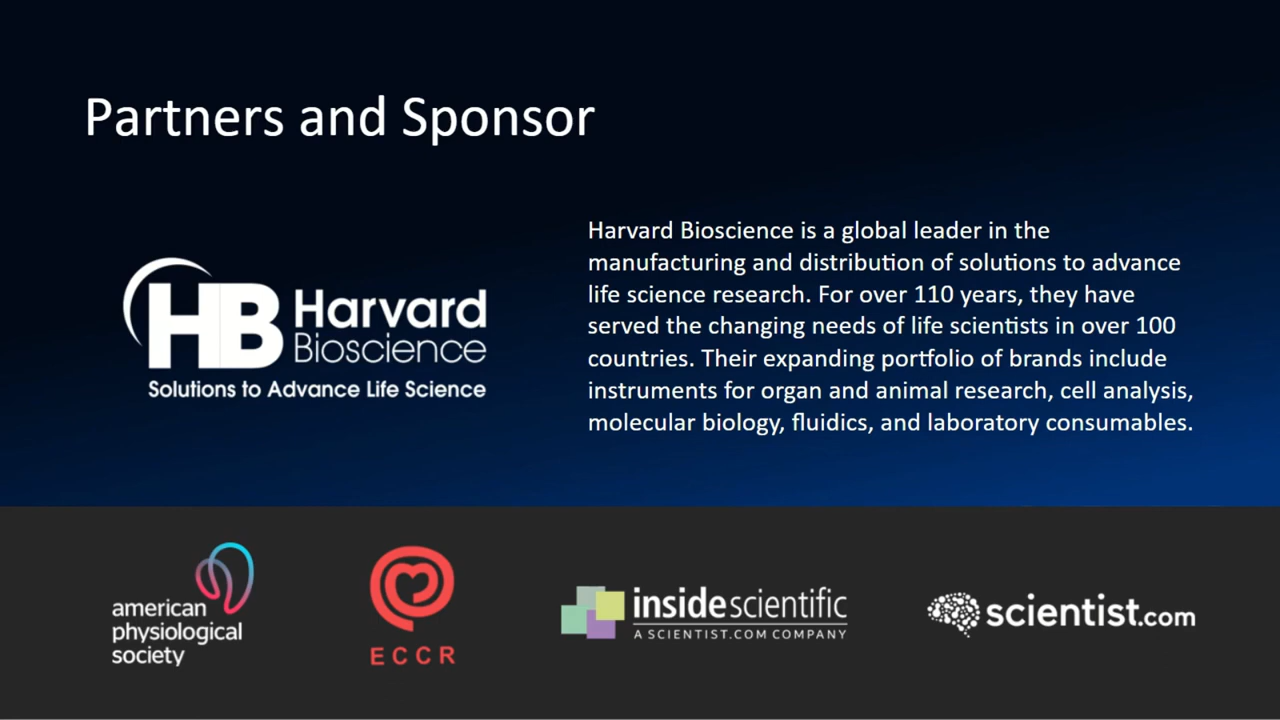 Partners and Sponsor
HB Harvard
Bioscience
Solutions to Advance Life Science
Harvard Bioscience is a global leader in the
manufacturing and distribution of solutions to advance
life science research. For over 110 years, they have
served the changing needs of life scientists in over 100
countries. Their expanding portfolio of brands include
instruments for organ and animal research, cell analysis,
molecular biology, fluidics, and laboratory consumables.
american
physiological
society
ECCR
insidescientific
A SCIENTIST.COM COMPANY
scientist.com